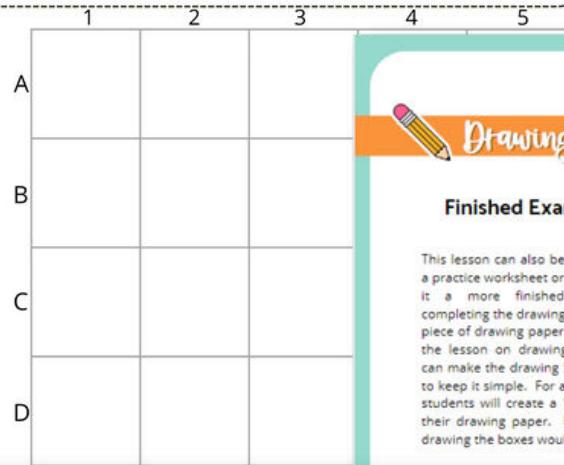 1 2 3 4 5
A
B
C
D
Drawing
Finished Exa
This lesson can also be
a practice worksheet or
it a more finished
completing the drawing
piece of drawing paper
the lesson on drawing
can make the drawing
to keep it simple. For a
students will create a
their drawing paper.
drawing the boxes wou